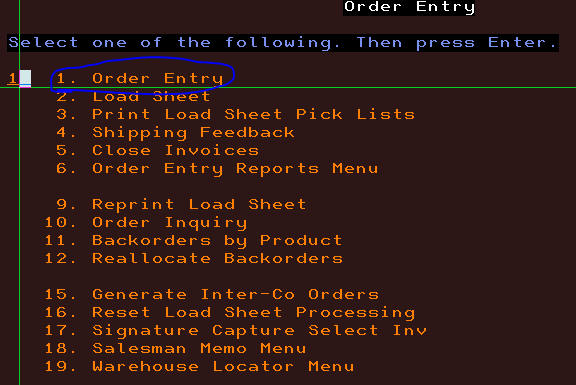 Order Entry
Select one of the following. Then press Enter.
1 1. Order Entry
2. Load Sheet
3. Print Load Sheet Pick Lists
4. Shipping Feedback
5. Close Invoices
6. Order Entry Reports Menu
9. Reprint Load Sheet
10. Order Inquiry
11. Backorders by Product
12. Reallocate Backorders
15. Generate Inter-Co Orders
16. Reset Load Sheet Processing
17. Signature Capture Select Inv
18. Salesman Memo Menu
19. Warehouse Locator Menu